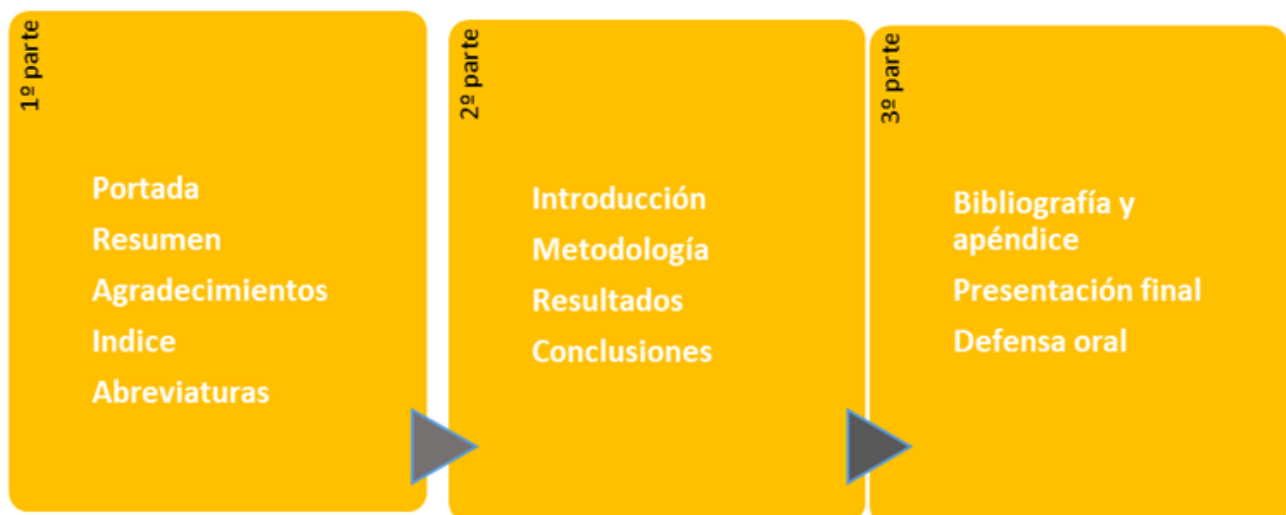 1º parte
Portada
Resumen
Agradecimientos
Indice
Abreviaturas
2º parte
Introducción
Metodología
Resultados
Conclusiones
3º parte
Bibliografía y
apéndice
Presentación final
Defensa oral